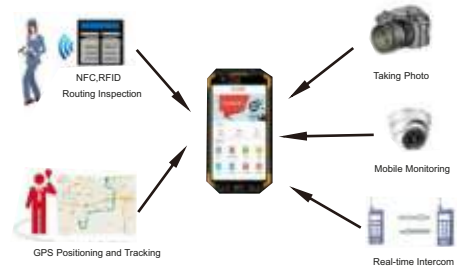 NFC,RFID
Routing Inspection
Taking Photo
Mobile Monitoring
GPS Positioning and Tracking
Real-time Intercom